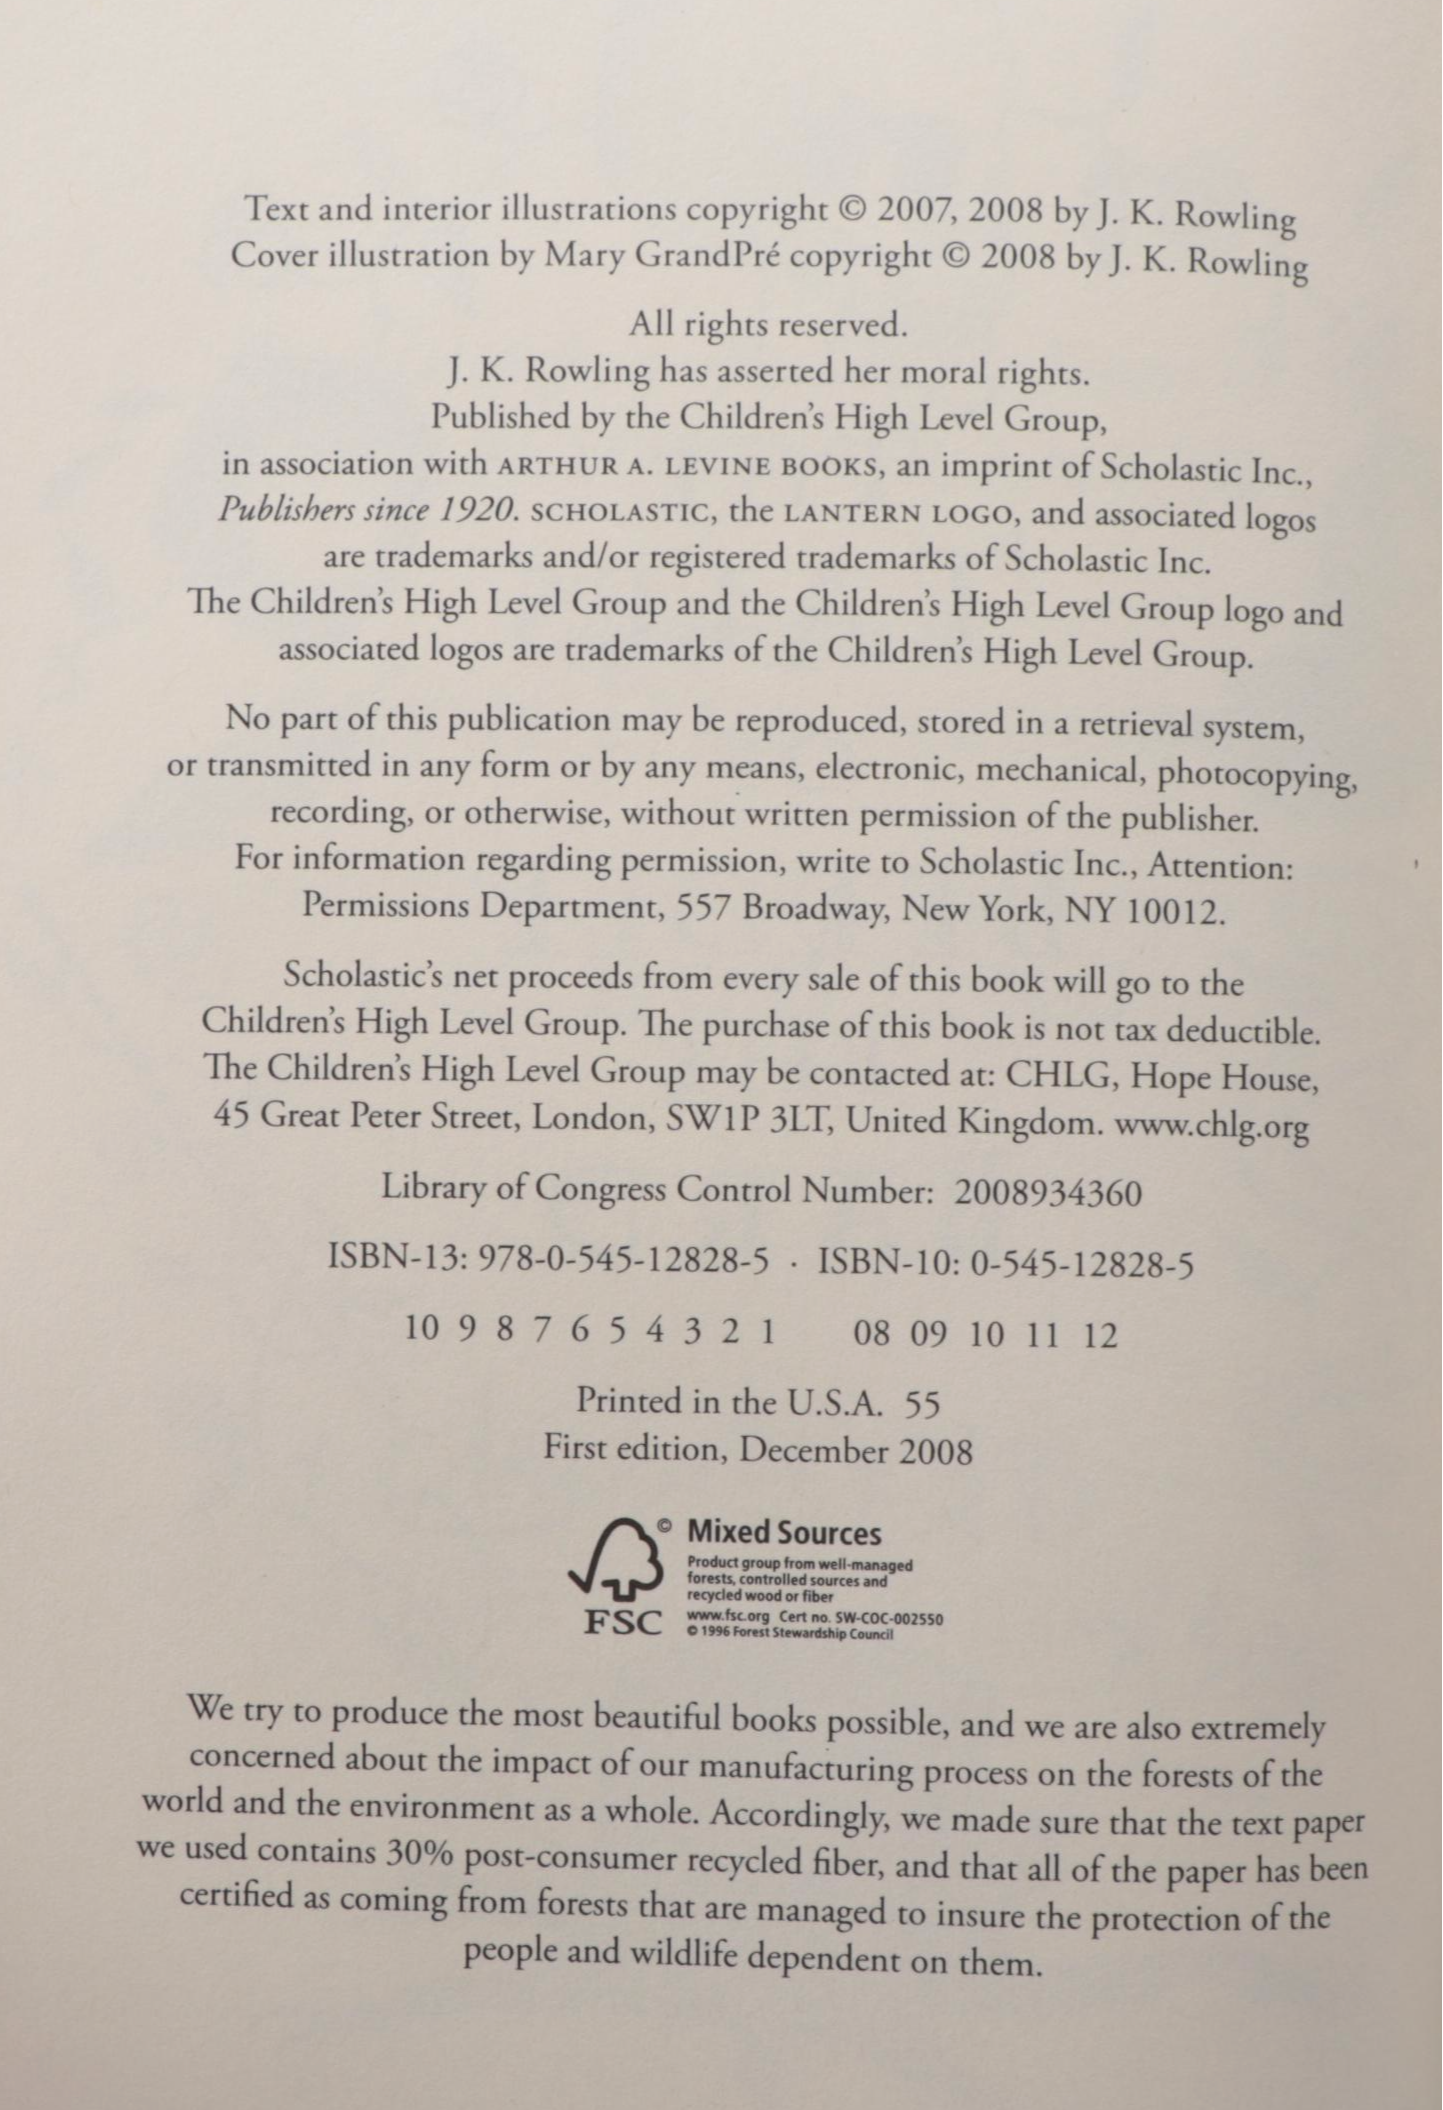 Text and interior illustrations copyright © 2007, 2008 by J. K. Rowling
Cover illustration by Mary GrandPré copyright © 2008 by J. K. Rowling
All rights reserved.
J. K. Rowling has asserted her moral rights.
Published by the Children's High Level Group,
in association with ARTHUR A. LEVINE BOOKS, an imprint of Scholastic Inc.,
Publishers since 1920. SCHOLASTIC, the LANTERN LOGO, and associated logos
are trademarks and/or registered trademarks of Scholastic Inc.
The Children's High Level Group and the Children's High Level Group logo and
associated logos are trademarks of the Children's High Level Group.
No part of this publication may be reproduced, stored in a retrieval system,
or transmitted in any form or by any means, electronic, mechanical, photocopying,
recording, or otherwise, without written permission of the publisher.
For information regarding permission, write to Scholastic Inc., Attention:
Permissions Department, 557 Broadway, New York, NY 10012.
Scholastic's net proceeds from every sale of this book will go to the
Children's High Level Group. The purchase of this book is not tax deductible.
The Children's High Level Group may be contacted at: CHLG, Hope House,
45 Great Peter Street, London, SW1P 3LT, United Kingdom. www.chlg.org
Library of Congress Control Number: 2008934360
ISBN-13: 978-0-545-12828-5 · ISBN-10: 0-545-12828-5
10 9 8 7 6 5 4 3 2 1 08 09 10 11 12
Printed in the U.S.A. 55
First edition, December 2008
© Mixed Sources
Product group from well-managed
forests, controlled sources and
recycled wood or fiber
FSC www.fsc.org Cert no. SW-COC-002550
© 1996 Forest Stewardship Council
We try to produce the most beautiful books possible, and we are also extremely
concerned about the impact of our manufacturing process on the forests of the
world and the environment as a whole. Accordingly, we made sure that the text paper
we used contains 30% post-consumer recycled fiber, and that all of the paper has been
certified as coming from forests that are managed to insure the protection of the
people and wildlife dependent on them.